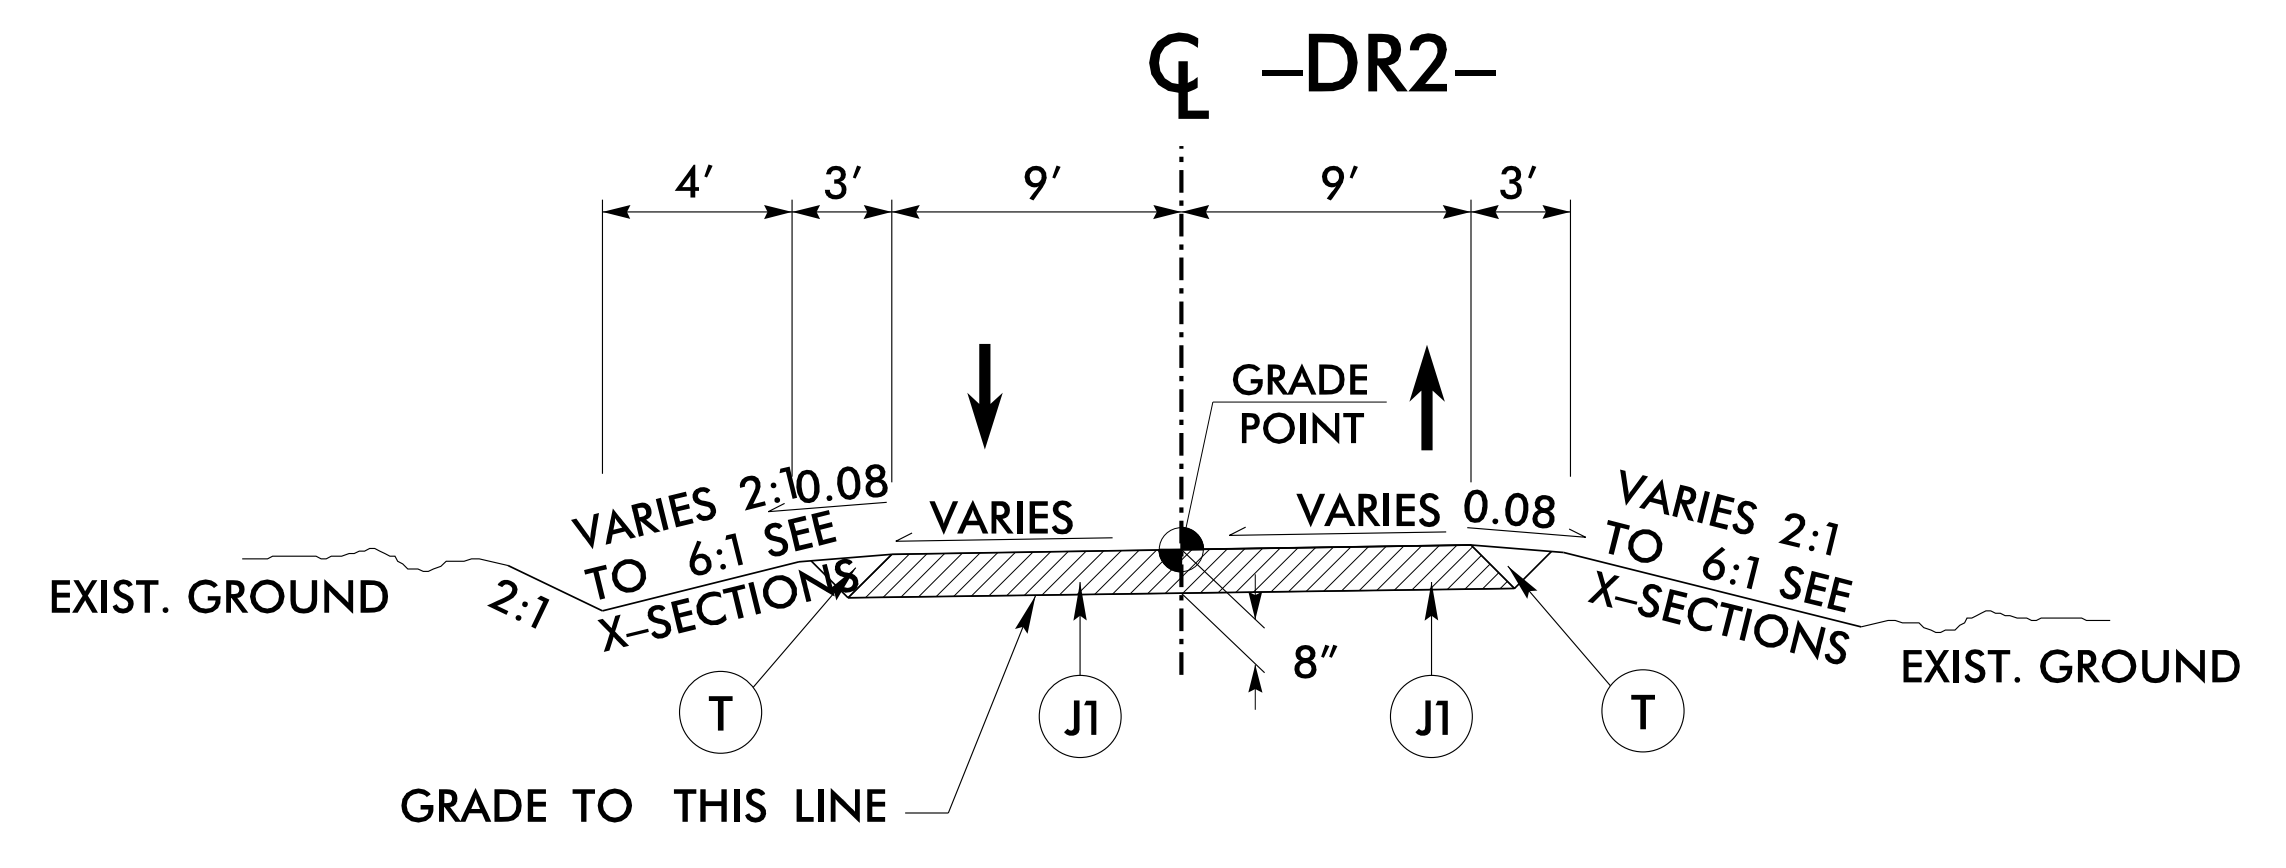 ℄ –DR2–
4' 3' 9' 9' 3'
GRADE
POINT
VARIES 2:1
TO 6:1 SEE
X–SECTIONS
0.08
VARIES
VARIES
0.08
VARIES 2:1
TO 6:1 SEE
X–SECTIONS
EXIST. GROUND
2:1
8"
EXIST. GROUND
T
J1
J1
T
GRADE TO THIS LINE